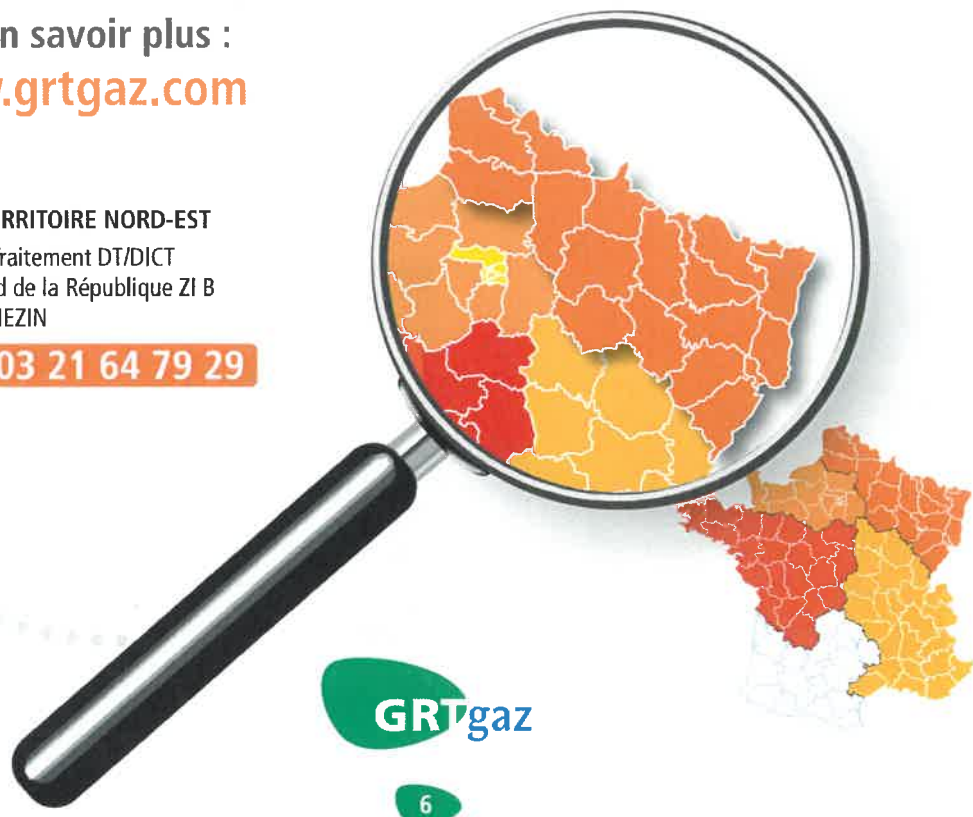 n savoir plus :
.grtgaz.com
RRITOIRE NORD-EST
raitement DT/DICT
d de la République ZI B
EZIN
03 21 64 79 29
GRTgaz
6